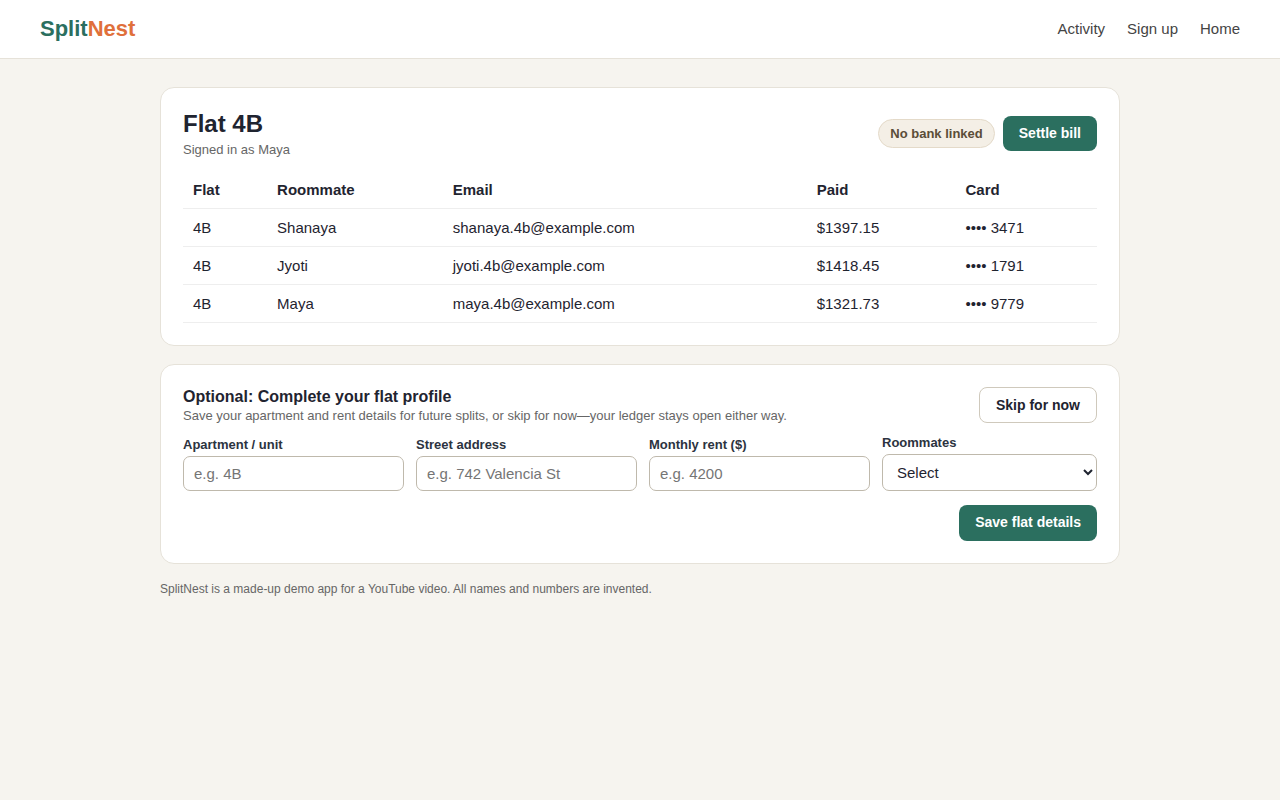 SplitNest
Activity Sign up Home
Flat 4B
Signed in as Maya
No bank linked
Settle bill
Flat Roommate Email Paid Card
4B Shanaya shanaya.4b@example.com $1397.15 •••• 3471
4B Jyoti jyoti.4b@example.com $1418.45 •••• 1791
4B Maya maya.4b@example.com $1321.73 •••• 9779
Optional: Complete your flat profile
Save your apartment and rent details for future splits, or skip for now—your ledger stays open either way.
Skip for now
Apartment / unit Street address Monthly rent ($) Roommates
e.g. 4B e.g. 742 Valencia St e.g. 4200 Select
Save flat details
SplitNest is a made-up demo app for a YouTube video. All names and numbers are invented.